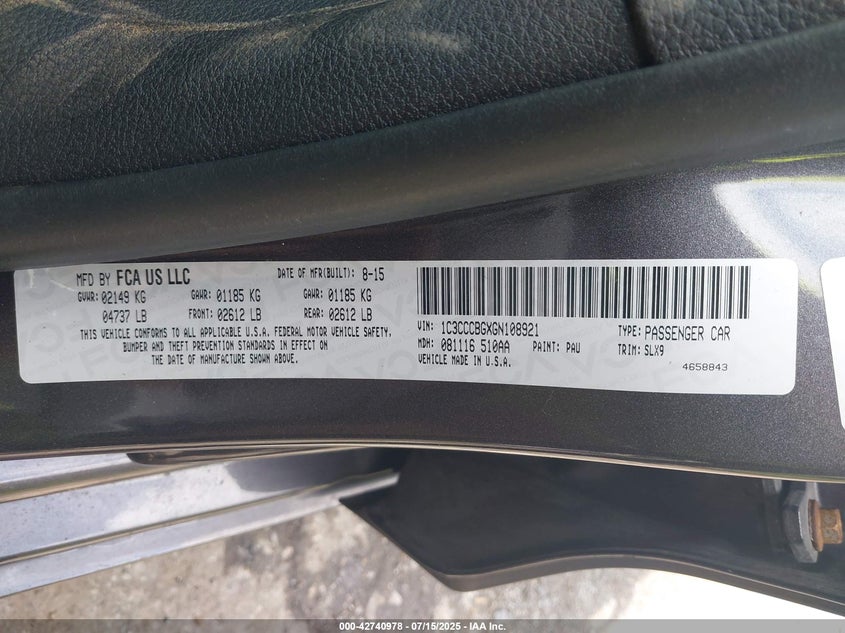 MFD BY FCA US LLC DATE OF MFR(BUILT): 8-15
GVWR: 02149 KG GAWR: 01185 KG GAWR: 01185 KG
04737 LB FRONT: 02612 LB REAR: 02612 LB
THIS VEHICLE CONFORMS TO ALL APPLICABLE U.S.A. FEDERAL MOTOR VEHICLE SAFETY,
BUMPER AND THEFT PREVENTION STANDARDS IN EFFECT ON
THE DATE OF MANUFACTURE SHOWN ABOVE.
VIN: 1C3CCCBGXGN108921 TYPE: PASSENGER CAR
MDH: 081116 510AA PAINT: PAU TRIM: SLX9
VEHICLE MADE IN U.S.A.
4658843
000-42740978 - 07/15/2025 - IAA, Inc.